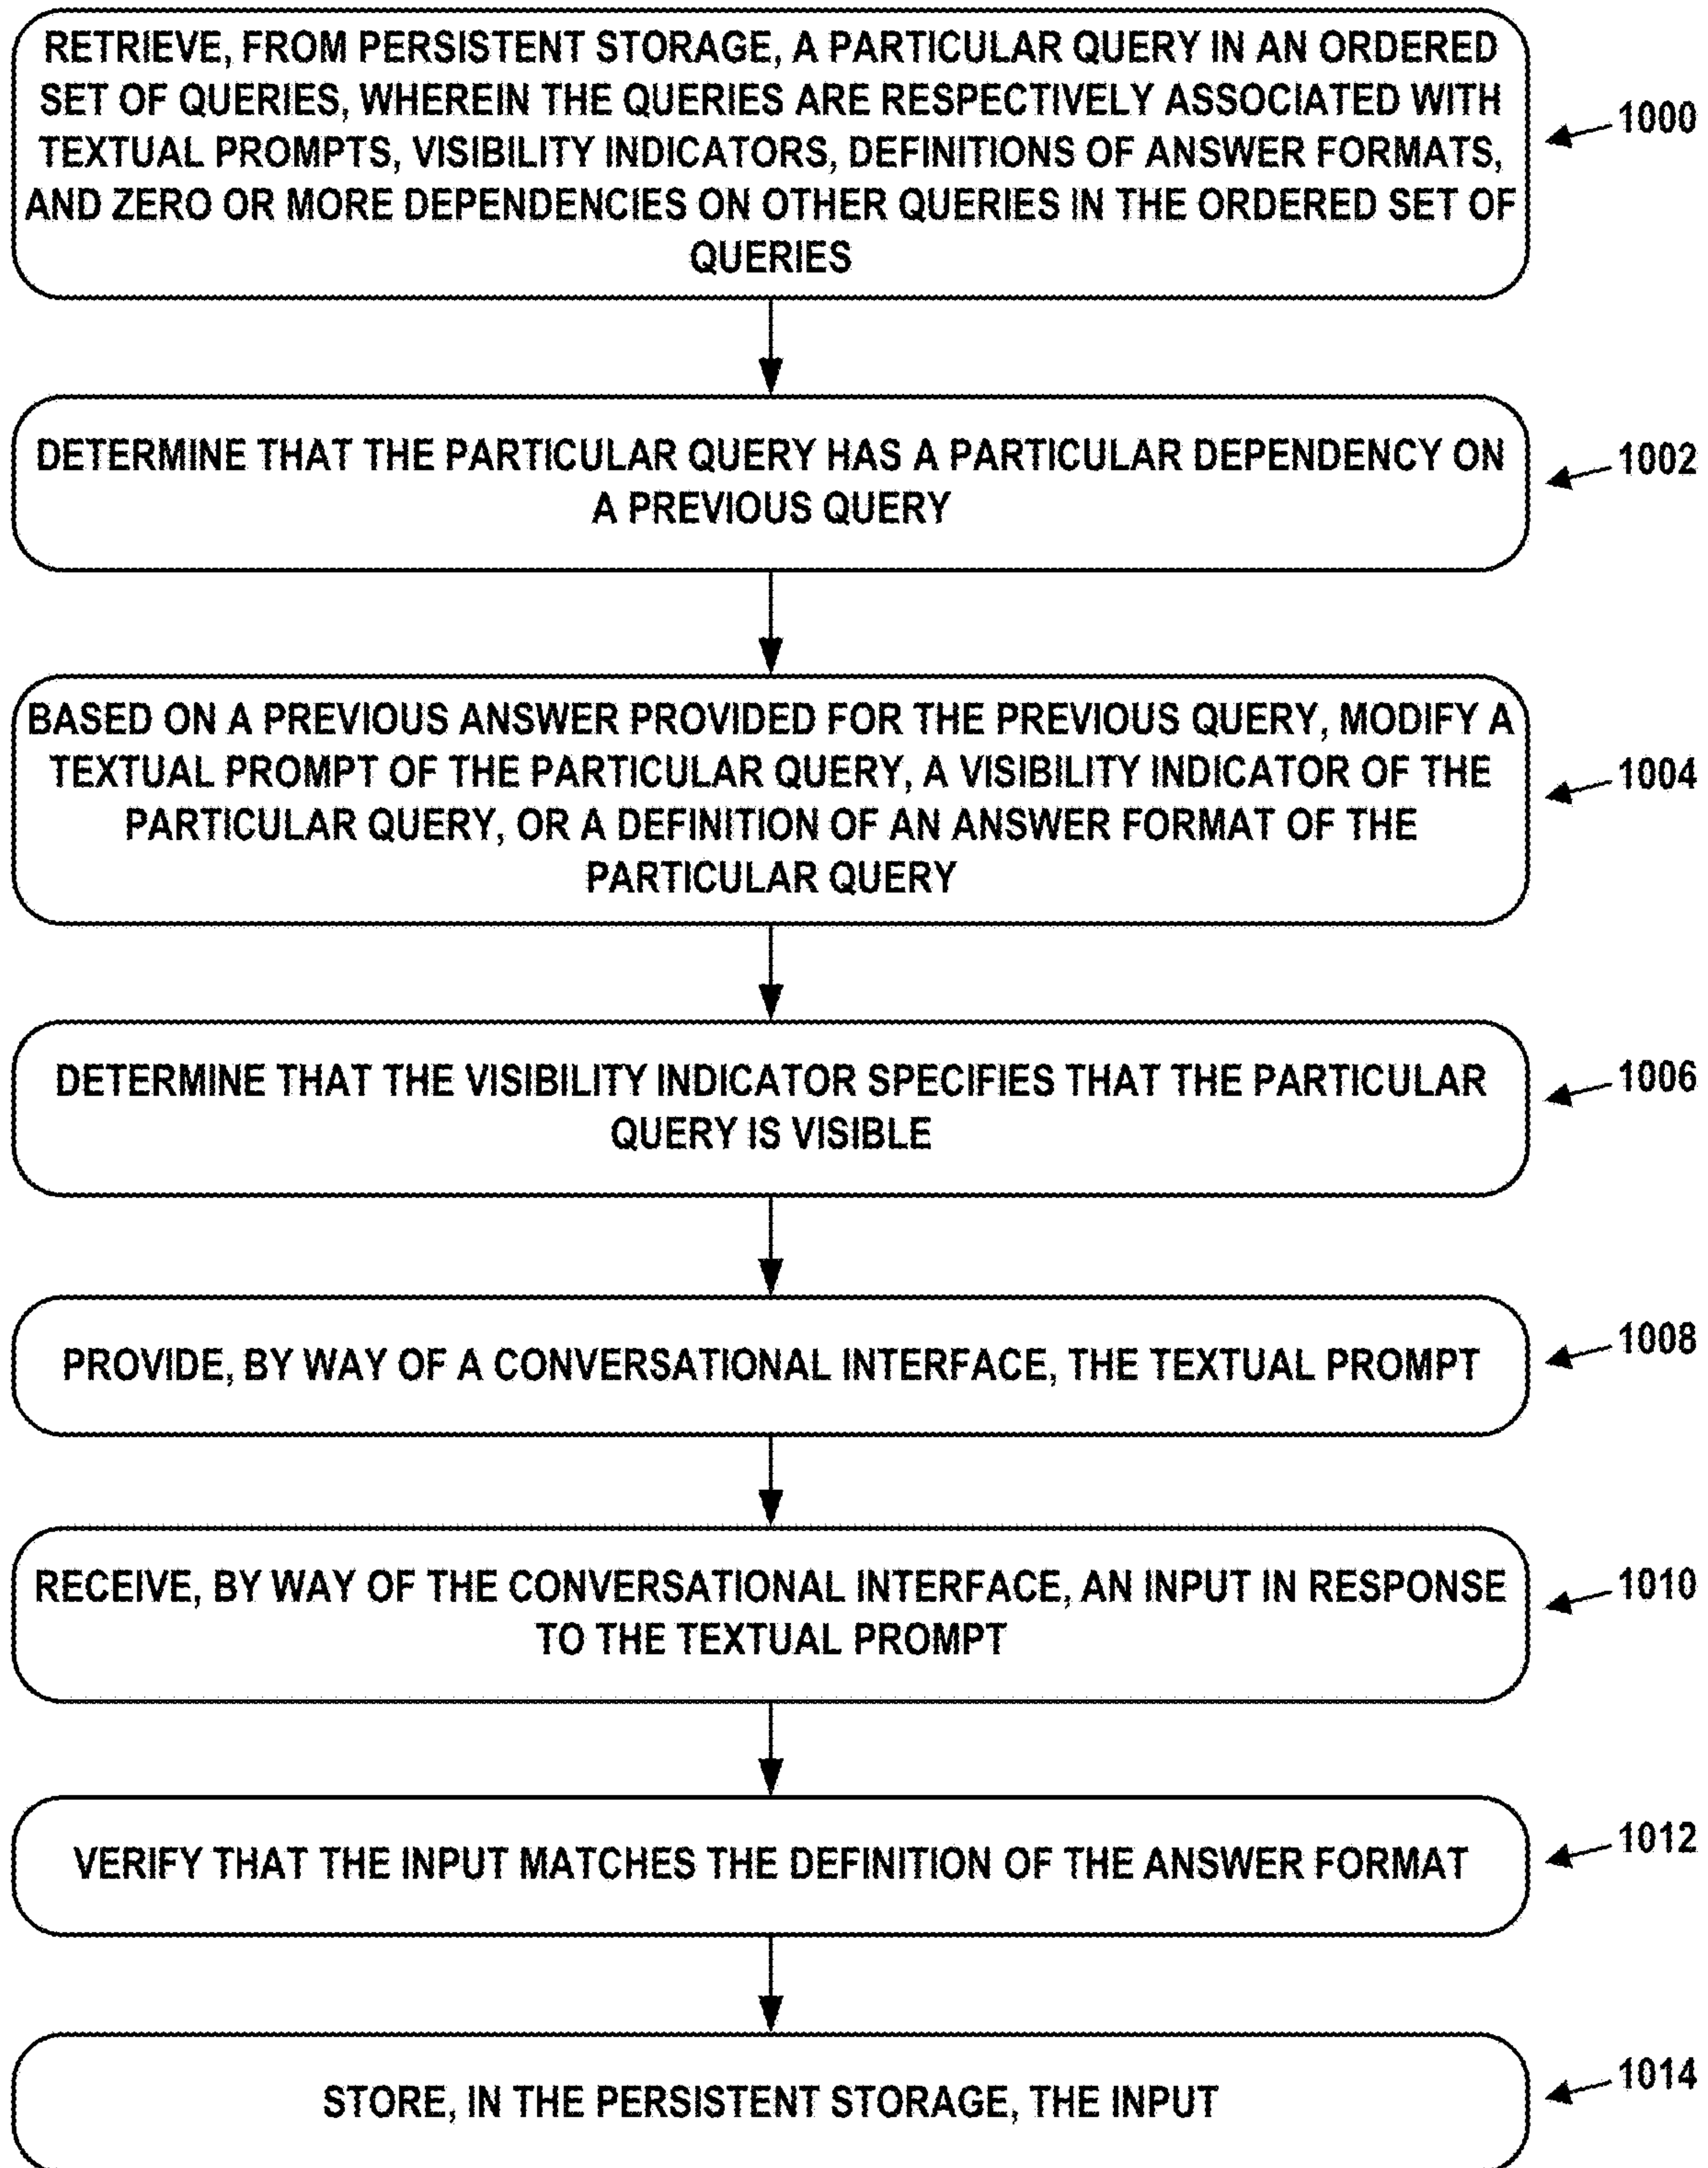 RETRIEVE, FROM PERSISTENT STORAGE, A PARTICULAR QUERY IN AN ORDERED
SET OF QUERIES, WHEREIN THE QUERIES ARE RESPECTIVELY ASSOCIATED WITH
TEXTUAL PROMPTS, VISIBILITY INDICATORS, DEFINITIONS OF ANSWER FORMATS,
AND ZERO OR MORE DEPENDENCIES ON OTHER QUERIES IN THE ORDERED SET OF
QUERIES
1000
DETERMINE THAT THE PARTICULAR QUERY HAS A PARTICULAR DEPENDENCY ON
A PREVIOUS QUERY
1002
BASED ON A PREVIOUS ANSWER PROVIDED FOR THE PREVIOUS QUERY, MODIFY A
TEXTUAL PROMPT OF THE PARTICULAR QUERY, A VISIBILITY INDICATOR OF THE
PARTICULAR QUERY, OR A DEFINITION OF AN ANSWER FORMAT OF THE
PARTICULAR QUERY
1004
DETERMINE THAT THE VISIBILITY INDICATOR SPECIFIES THAT THE PARTICULAR
QUERY IS VISIBLE
1006
PROVIDE, BY WAY OF A CONVERSATIONAL INTERFACE, THE TEXTUAL PROMPT
1008
RECEIVE, BY WAY OF THE CONVERSATIONAL INTERFACE, AN INPUT IN RESPONSE
TO THE TEXTUAL PROMPT
1010
VERIFY THAT THE INPUT MATCHES THE DEFINITION OF THE ANSWER FORMAT
1012
STORE, IN THE PERSISTENT STORAGE, THE INPUT
1014